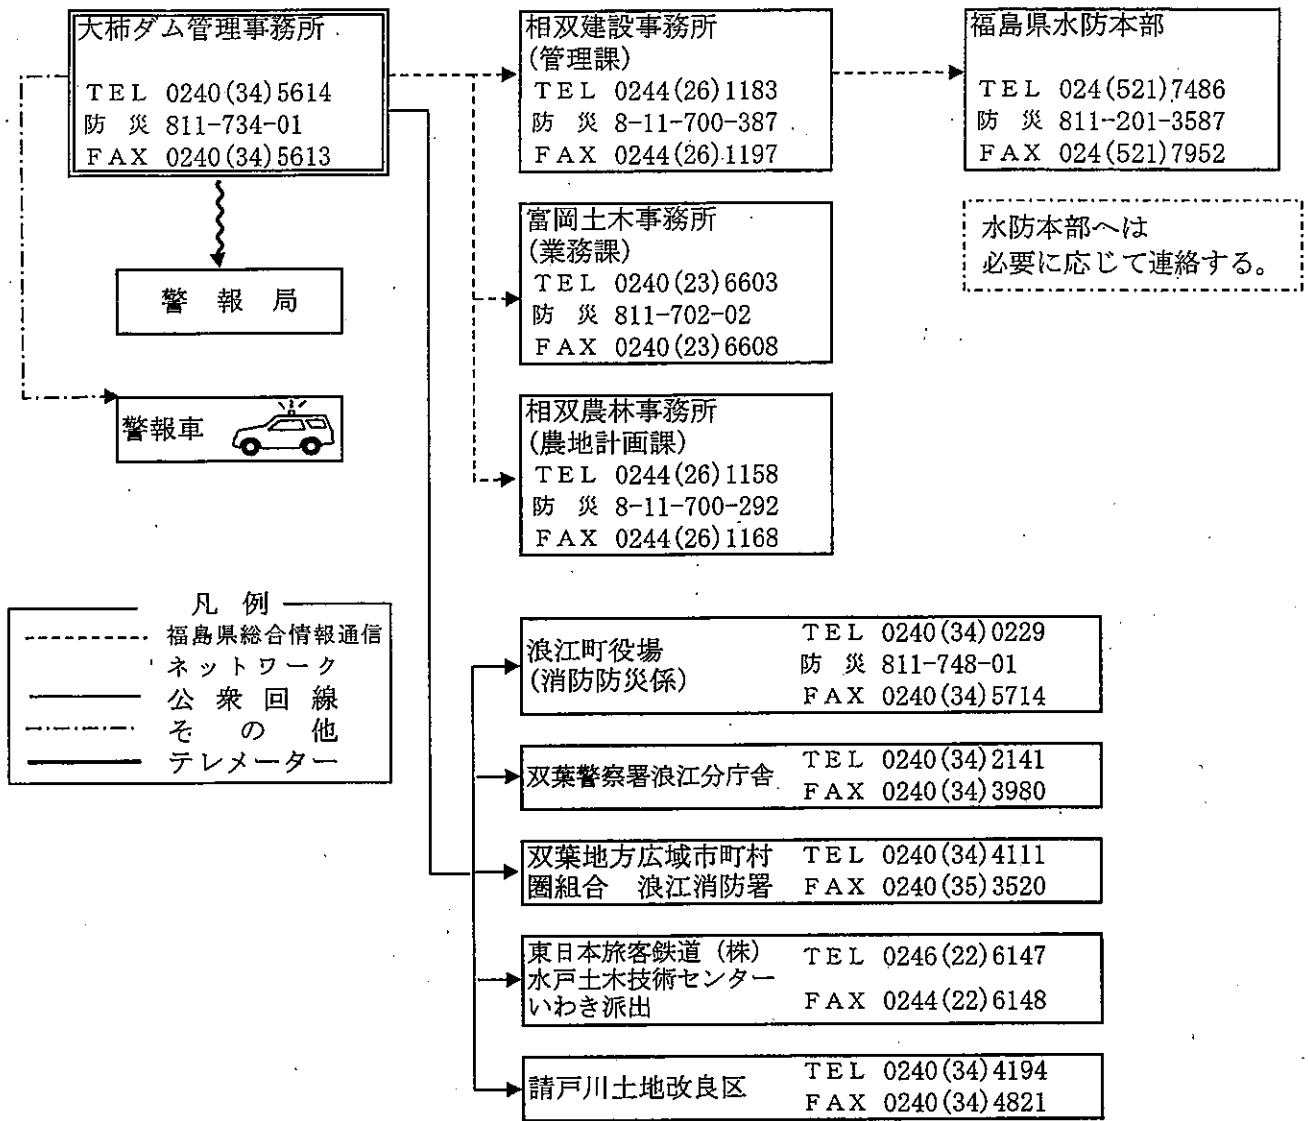 大柿ダム管理事務所
TEL 0240(34)5614
防 災 811-734-01
FAX 0240(34)5613
相双建設事務所
(管理課)
TEL 0244(26)1183
防 災 8-11-700-387
FAX 0244(26)1197
福島県水防本部
TEL 024(521)7486
防 災 811-201-3587
FAX 024(521)7952
水防本部へは
必要に応じて連絡する。
富岡土木事務所
(業務課)
TEL 0240(23)6603
防 災 811-702-02
FAX 0240(23)6608
警 報 局
警報車
相双農林事務所
(農地計画課)
TEL 0244(26)1158
防 災 8-11-700-292
FAX 0244(26)1168
凡 例
福島県総合情報通信
ネットワーク
公 衆 回 線
そ の 他
テレメーター
浪江町役場
(消防防災係)
TEL 0240(34)0229
防 災 811-748-01
FAX 0240(34)5714
双葉警察署浪江分庁舎
TEL 0240(34)2141
FAX 0240(34)3980
双葉地方広域市町村
圏組合 浪江消防署
TEL 0240(34)4111
FAX 0240(35)3520
東日本旅客鉄道（株）
水戸土木技術センター
いわき派出
TEL 0246(22)6147
FAX 0244(22)6148
請戸川土地改良区
TEL 0240(34)4194
FAX 0240(34)4821